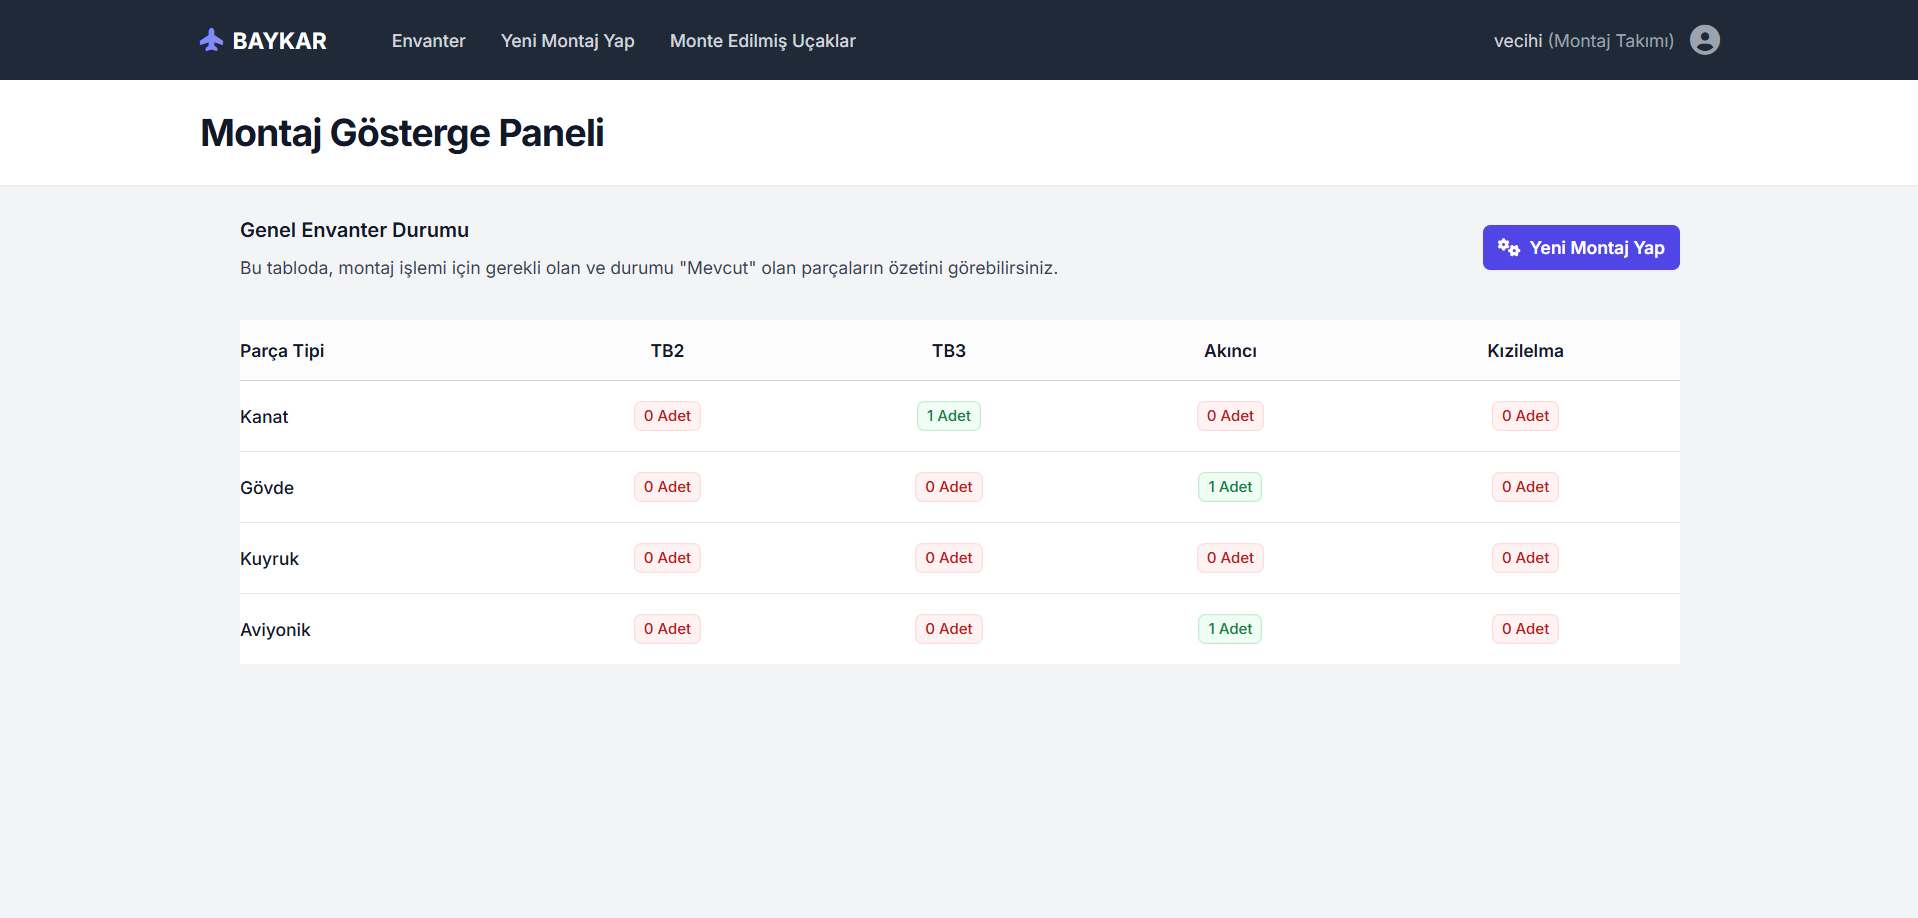 BAYKAR Envanter Yeni Montaj Yap Monte Edilmiş Uçaklar vecihi (Montaj Takımı)
Montaj Gösterge Paneli
Genel Envanter Durumu
Bu tabloda, montaj işlemi için gerekli olan ve durumu "Mevcut" olan parçaların özetini görebilirsiniz.
Yeni Montaj Yap
Parça Tipi TB2 TB3 Akıncı Kızilelma
Kanat 0 Adet 1 Adet 0 Adet 0 Adet
Gövde 0 Adet 0 Adet 1 Adet 0 Adet
Kuyruk 0 Adet 0 Adet 0 Adet 0 Adet
Aviyonik 0 Adet 0 Adet 1 Adet 0 Adet